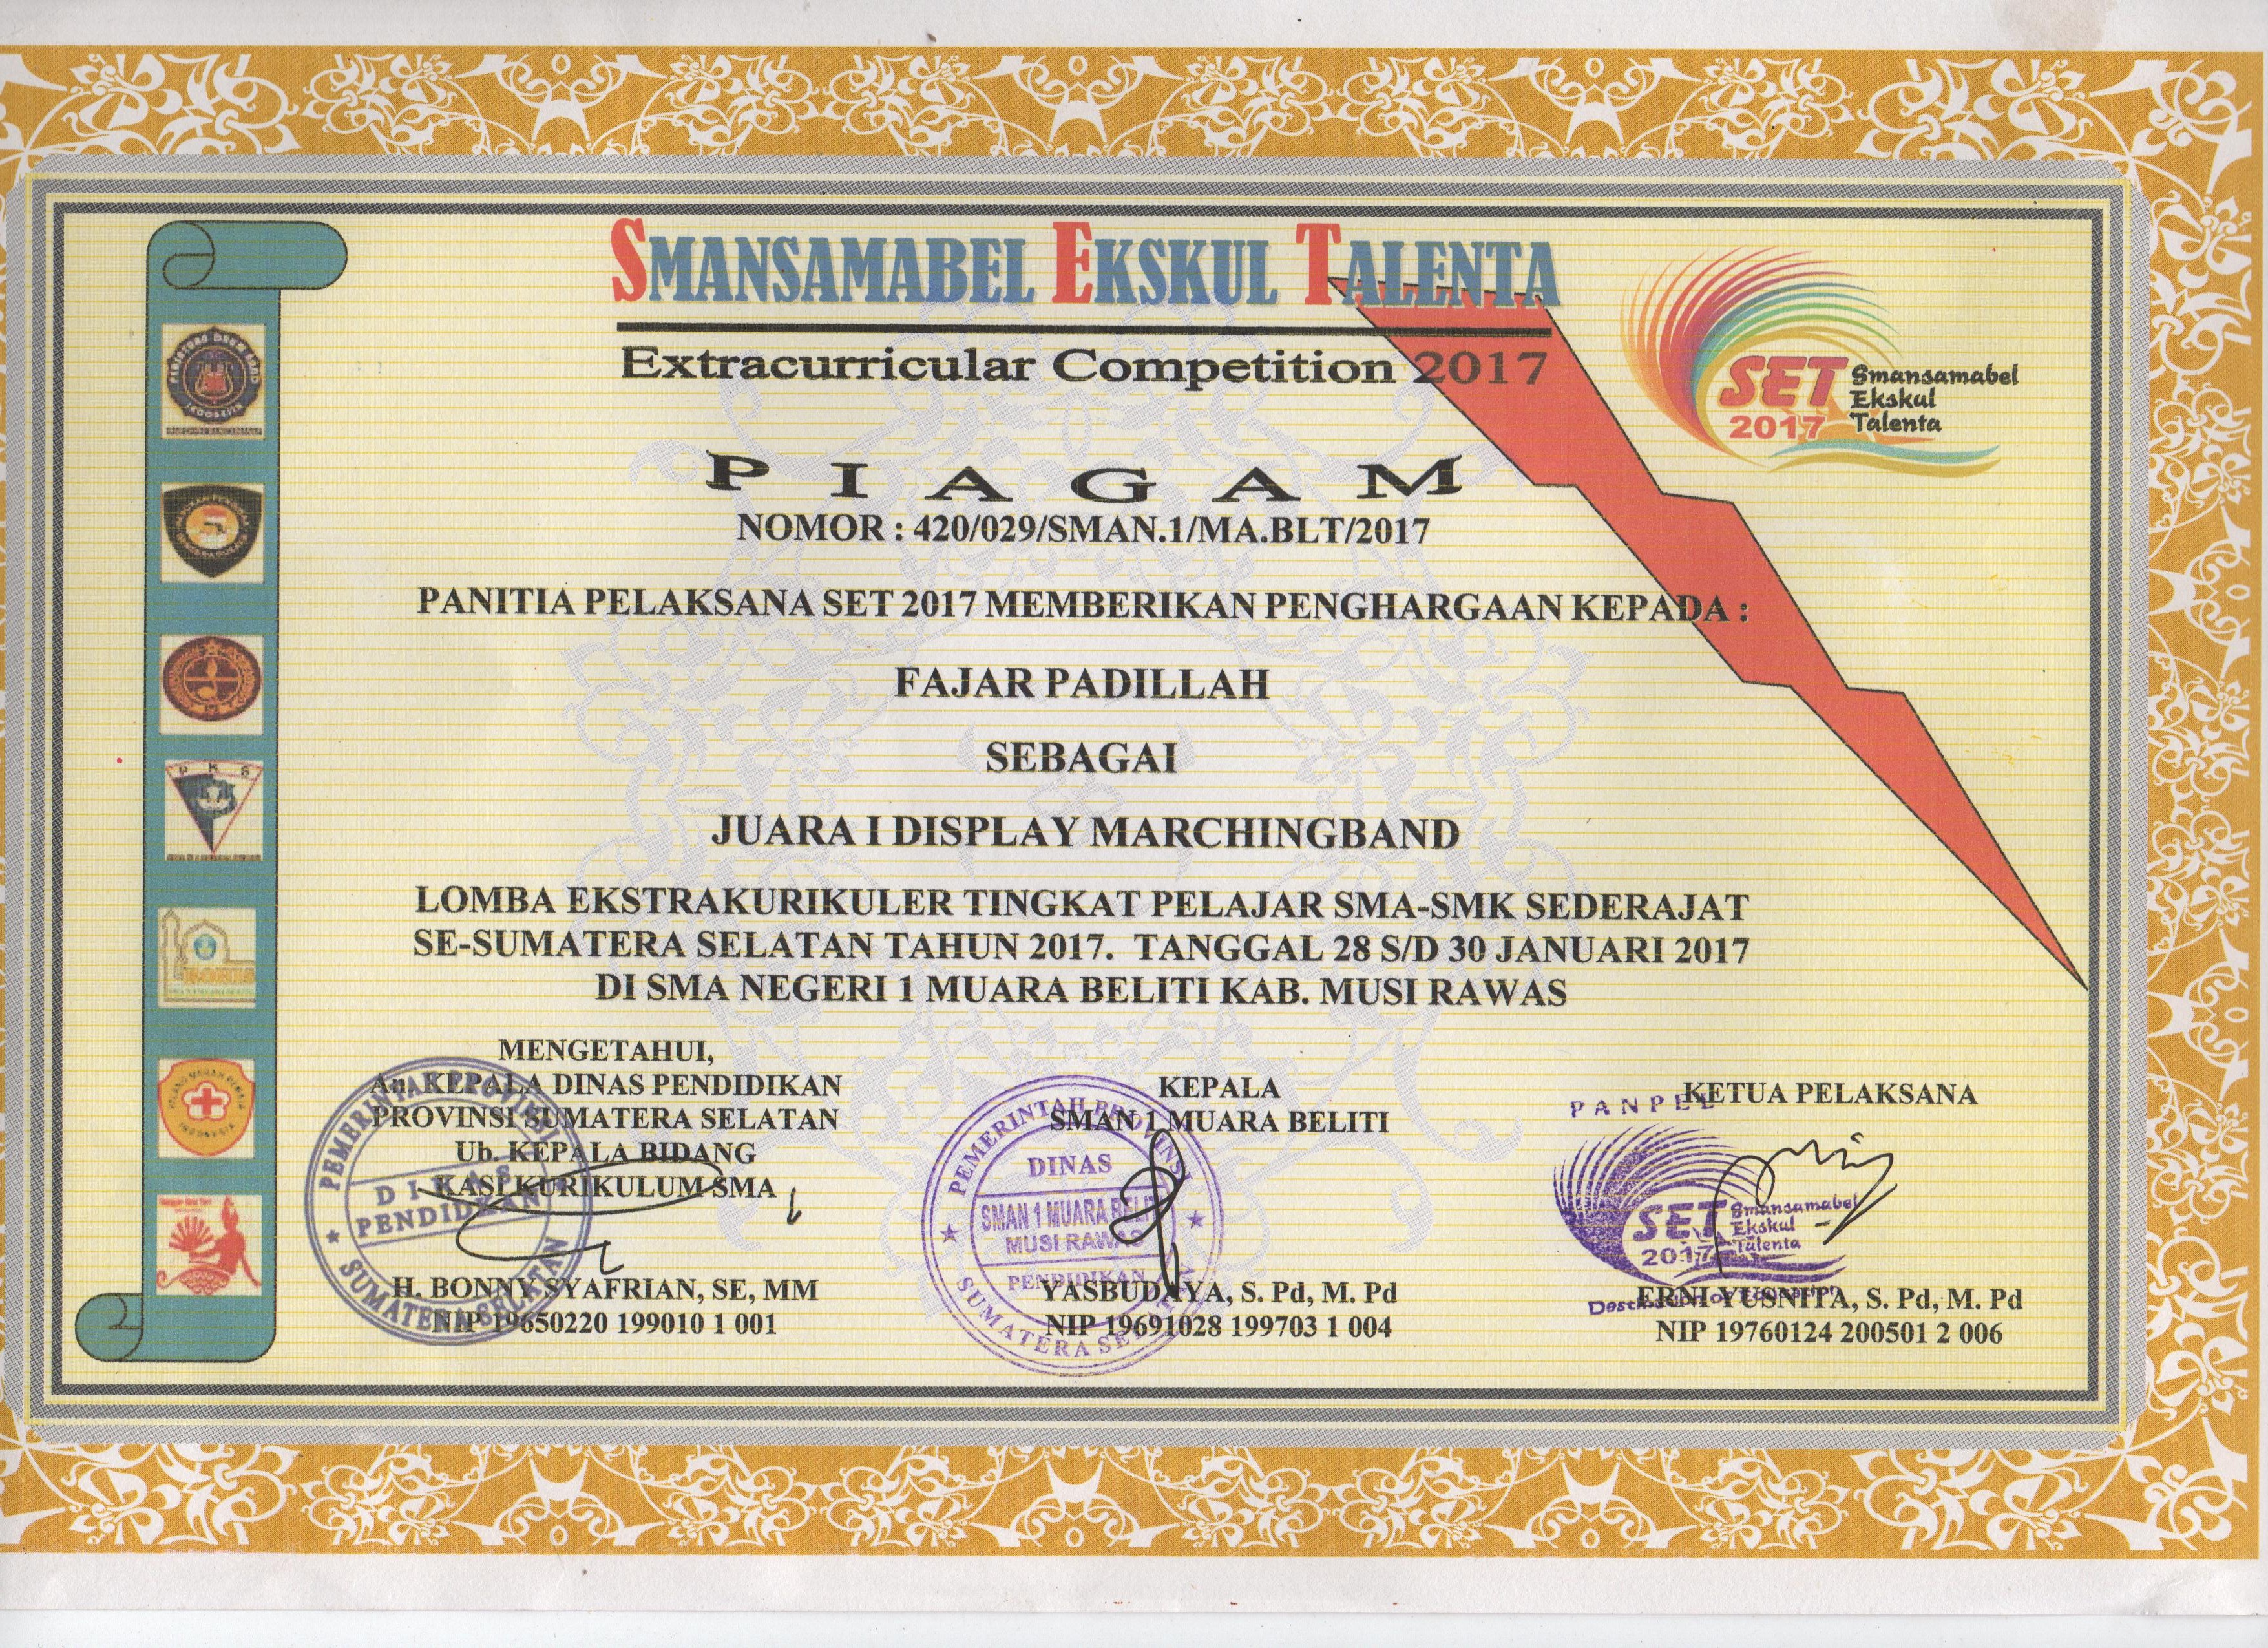 SMANSAMABEL EKSKUL TALENTA
Extracurricular Competition 2017
SET 2017
Smansamabel
Ekskul
Talenta
PIAGAM
NOMOR : 420/029/SMAN.1/MA.BLT/2017
PANITIA PELAKSANA SET 2017 MEMBERIKAN PENGHARGAAN KEPADA :
FAJAR PADILLAH
SEBAGAI
JUARA I DISPLAY MARCHINGBAND
LOMBA EKSTRAKURIKULER TINGKAT PELAJAR SMA-SMK SEDERAJAT
SE-SUMATERA SELATAN TAHUN 2017. TANGGAL 28 S/D 30 JANUARI 2017
DI SMA NEGERI 1 MUARA BELITI KAB. MUSI RAWAS
MENGETAHUI,
An. KEPALA DINAS PENDIDIKAN
PROVINSI SUMATERA SELATAN
Ub. KEPALA BIDANG
KASI KURIKULUM SMA
H. BONNY SYAFRIAN, SE, MM
NIP 19650220 199010 1 001
PEMERINTAH PROVINSI
DINAS
PENDIDIKAN
SUMATERA SELATAN
KEPALA
SMAN 1 MUARA BELITI
YASBUDAYA, S. Pd, M. Pd
NIP 19691028 199703 1 004
PEMERINTAH PROVINSI
DINAS
SMAN 1 MUARA BELITI
MUSI RAWAS
PENDIDIKAN
SUMATERA SELATAN
KETUA PELAKSANA
ERNI YUSNITA, S. Pd, M. Pd
NIP 19760124 200501 2 006
PANPEL
SET
2017
Smansamabel
Ekskul
Talenta
PKS